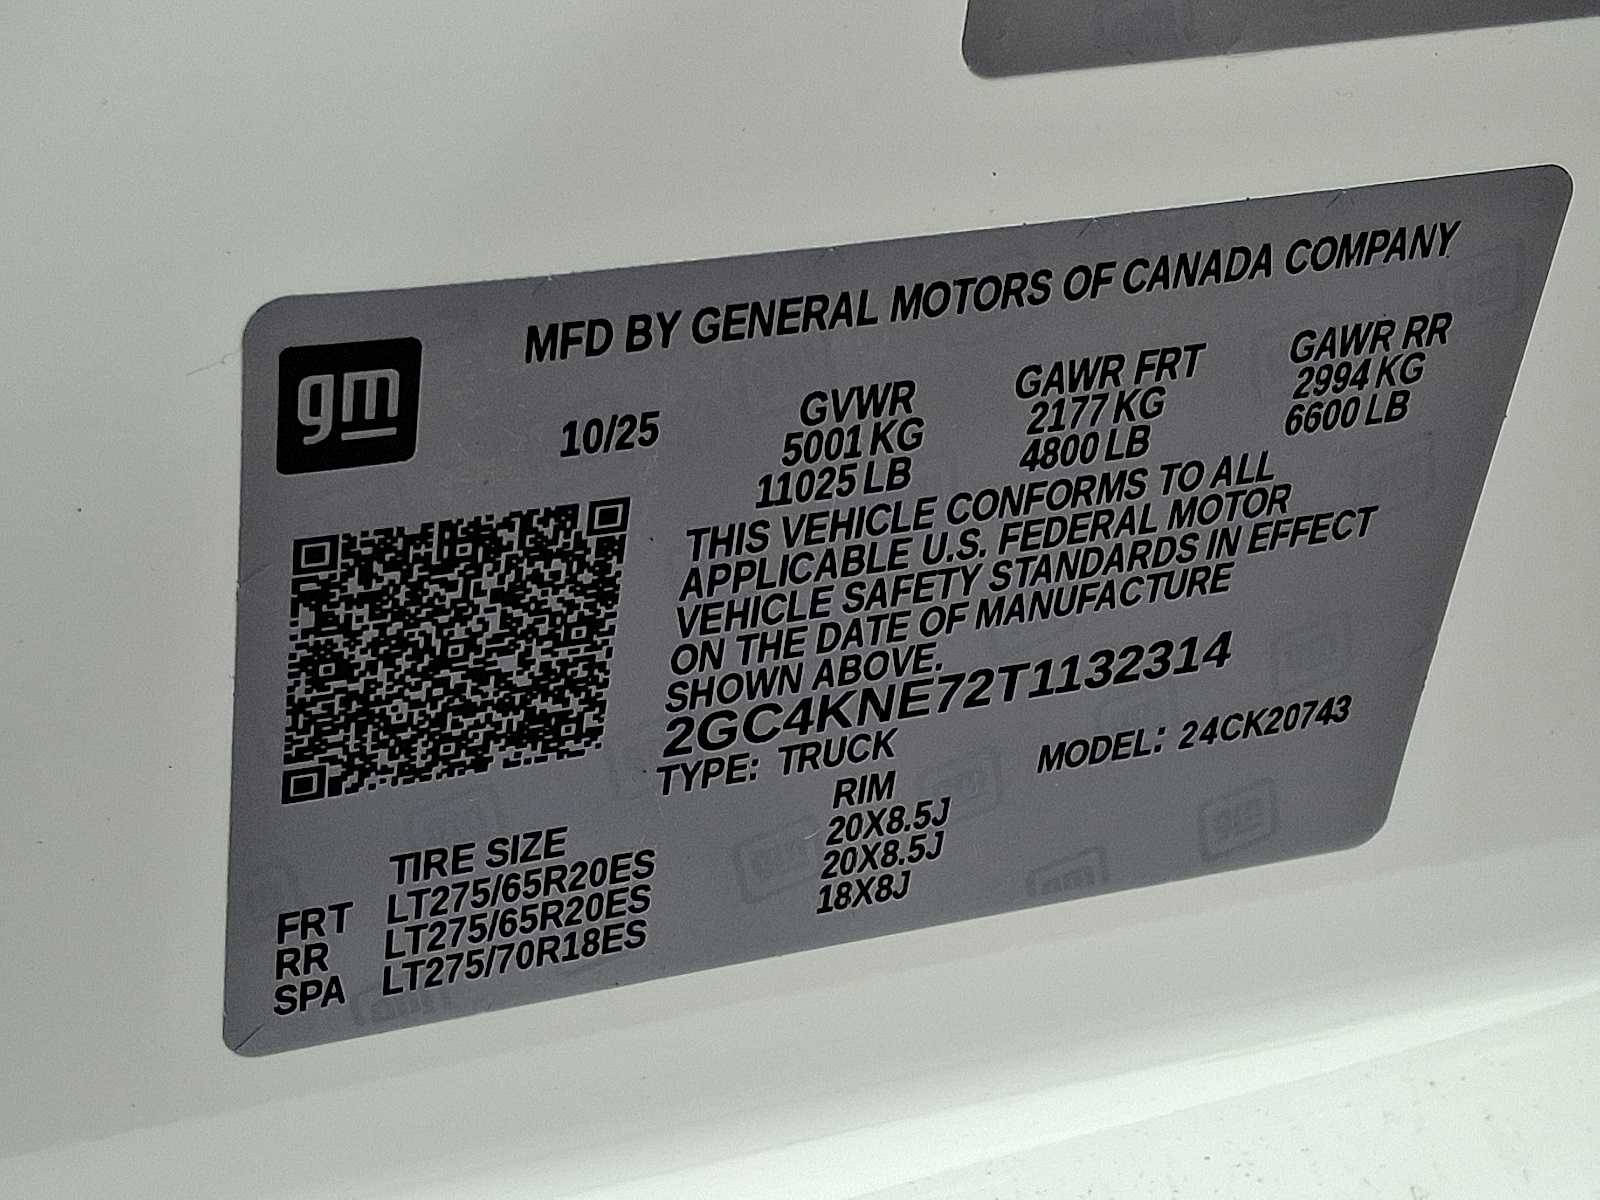 MFD BY GENERAL MOTORS OF CANADA COMPANY
gm
10/25
GVWR GAWR FRT GAWR RR
5001 KG 2177 KG 2994 KG
11025 LB 4800 LB 6600 LB
THIS VEHICLE CONFORMS TO ALL
APPLICABLE U.S. FEDERAL MOTOR
VEHICLE SAFETY STANDARDS IN EFFECT
ON THE DATE OF MANUFACTURE
SHOWN ABOVE.
2GC4KNE72T1132314
TYPE: TRUCK MODEL: 24CK20743
TIRE SIZE RIM
FRT LT275/65R20ES 20X8.5J
RR LT275/65R20ES 20X8.5J
SPA LT275/70R18ES 18X8J